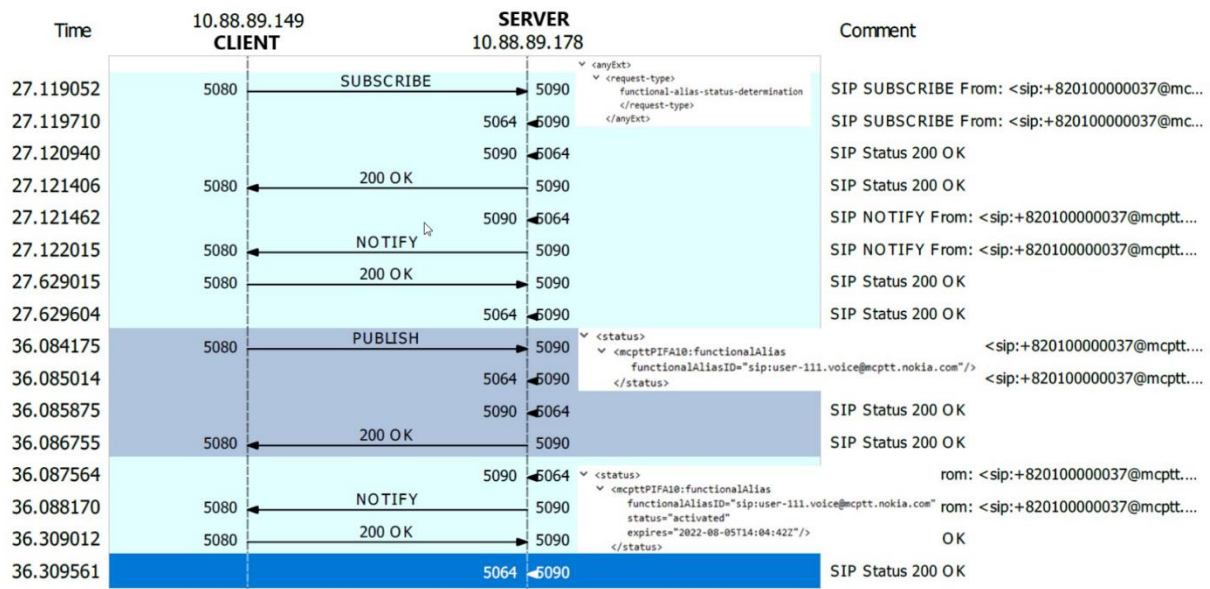 Time 10.88.89.149 CLIENT SERVER 10.88.89.178 Comment
<anyExt>
<request-type>
functional-alias-status-determination
</request-type>
</anyExt>
27.119052 5080 SUBSCRIBE 5090 SIP SUBSCRIBE From: <sip:+820100000037@mc...
27.119710 5064 5090 SIP SUBSCRIBE From: <sip:+820100000037@mc...
27.120940 5090 5064 SIP Status 200 OK
27.121406 5080 200 OK 5090 SIP Status 200 OK
27.121462 5090 5064 SIP NOTIFY From: <sip:+820100000037@mcptt....
27.122015 5080 NOTIFY 5090 SIP NOTIFY From: <sip:+820100000037@mcptt....
27.629015 5080 200 OK 5090 SIP Status 200 OK
27.629604 5064 5090 SIP Status 200 OK
36.084175 5080 PUBLISH 5090 <sip:+820100000037@mcptt....
<status>
<mcpttPIFA10:functionalAlias
functionalAliasID="sip:user-111.voice@mcptt.nokia.com"/>
</status>
36.085014 5064 5090 <sip:+820100000037@mcptt....
36.085875 5090 5064 SIP Status 200 OK
36.086755 5080 200 OK 5090 SIP Status 200 OK
36.087564 5090 5064 rom: <sip:+820100000037@mcptt....
<status>
<mcpttPIFA10:functionalAlias
functionalAliasID="sip:user-111.voice@mcptt.nokia.com"
status="activated"
expires="2022-08-05T14:04:42Z"/>
</status>
36.088170 5080 NOTIFY 5090 rom: <sip:+820100000037@mcptt....
36.309012 5080 200 OK 5090 OK
36.309561 5064 5090 SIP Status 200 OK